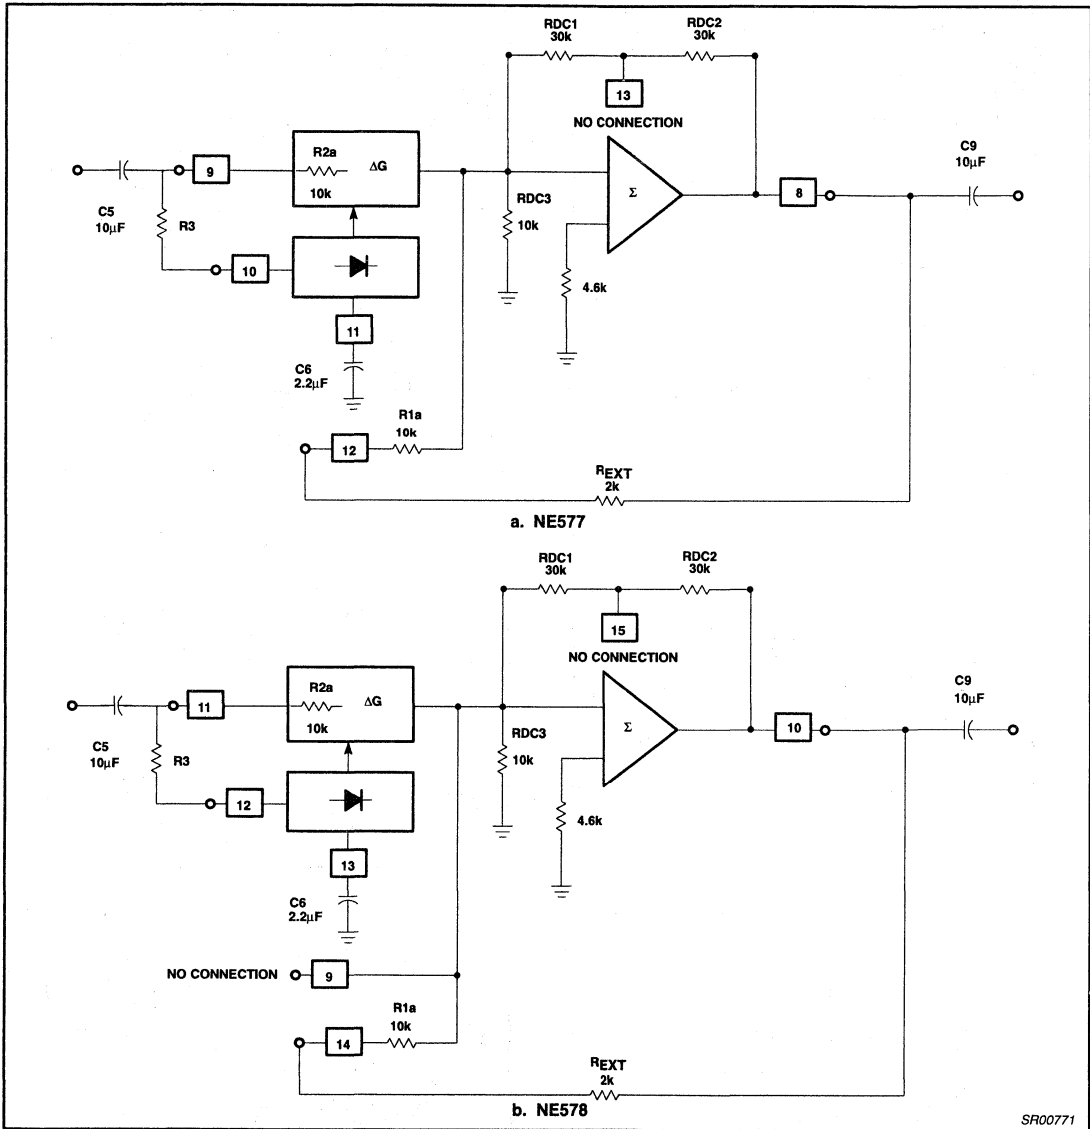 RDC1
30k
RDC2
30k
13
NO CONNECTION
R2a
10k
ΔG
9
C5
10µF
R3
10
11
C6
2.2µF
RDC3
10k
Σ
4.6k
8
C9
10µF
12
R1a
10k
REXT
2k
a. NE577
RDC1
30k
RDC2
30k
15
NO CONNECTION
R2a
10k
ΔG
11
C5
10µF
R3
12
13
C6
2.2µF
RDC3
10k
Σ
4.6k
10
C9
10µF
NO CONNECTION
9
14
R1a
10k
REXT
2k
b. NE578
SR00771